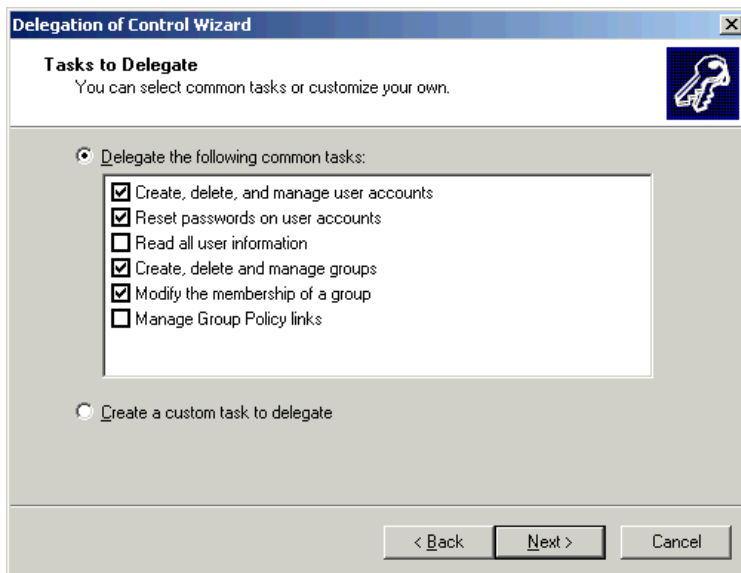 Delegation of Control Wizard
Tasks to Delegate
You can select common tasks or customize your own.
Delegate the following common tasks:
Create, delete, and manage user accounts
Reset passwords on user accounts
Read all user information
Create, delete and manage groups
Modify the membership of a group
Manage Group Policy links
Create a custom task to delegate
< Back Next > Cancel